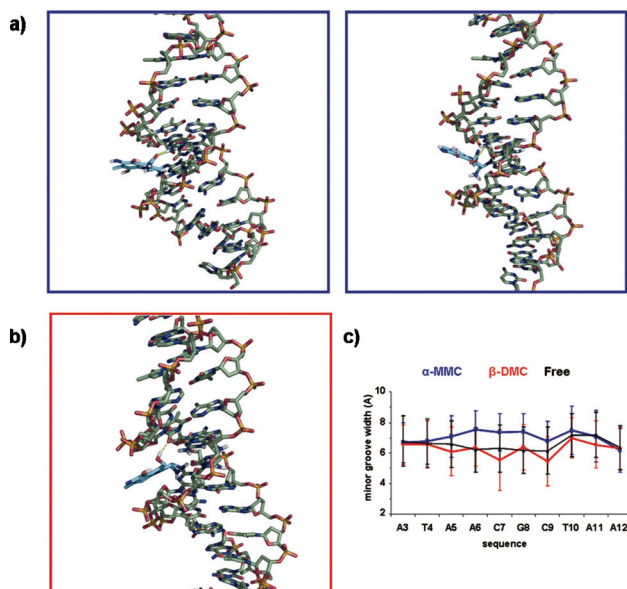 a)
b)
c)
α-MMC β-DMC Free
minor groove width (A)
10
8
6
4
2
A3 T4 A5 A6 C7 G8 C9 T10 A11 A12
sequence